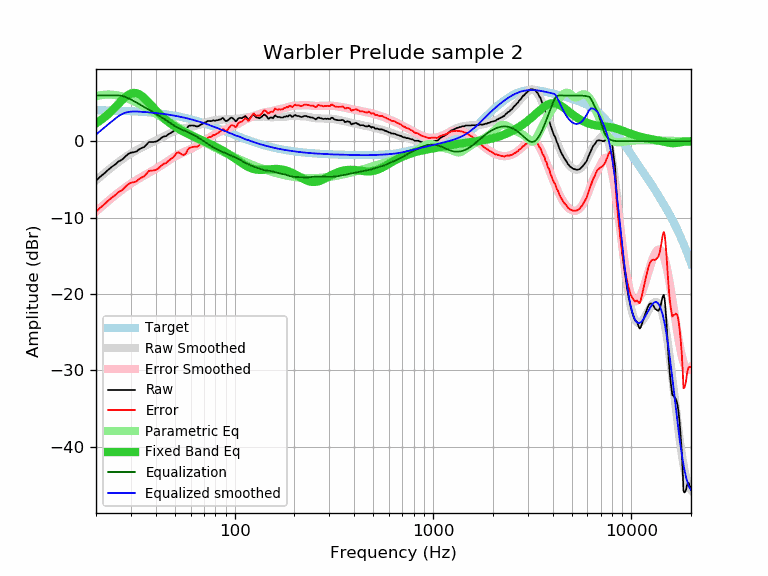 Warbler Prelude sample 2
Amplitude (dBr)
0
−10
−20
−30
−40
Target
Raw Smoothed
Error Smoothed
Raw
Error
Parametric Eq
Fixed Band Eq
Equalization
Equalized smoothed
100
1000
10000
Frequency (Hz)